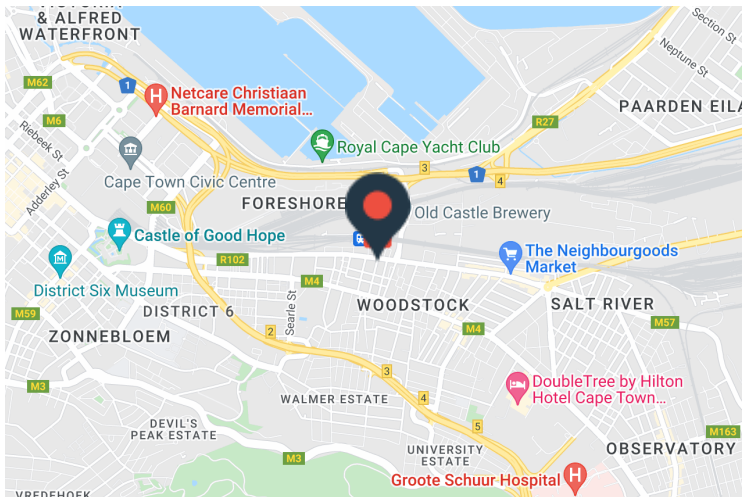 VICTORIA
& ALFRED
WATERFRONT
Section St
Neptune St
M62
1
Netcare Christiaan
Barnard Memorial...
PAARDEN EILA
M6
R27
Riebeek St
Royal Cape Yacht Club
3
1
4
Cape Town Civic Centre
Adderley St
M60
FORESHORE
Old Castle Brewery
Castle of Good Hope
R102
The Neighbourgoods
Market
District Six Museum
M4
DISTRICT 6
Searle St
WOODSTOCK
SALT RIVER
M59
M57
ZONNEBLOEM
2
M4
M3
3
DoubleTree by Hilton
Hotel Cape Town...
WALMER ESTATE
4
DEVIL'S
PEAK ESTATE
5
M163
UNIVERSITY
ESTATE
OBSERVATORY
M3
Groote Schuur Hospital
VREDEHOEK